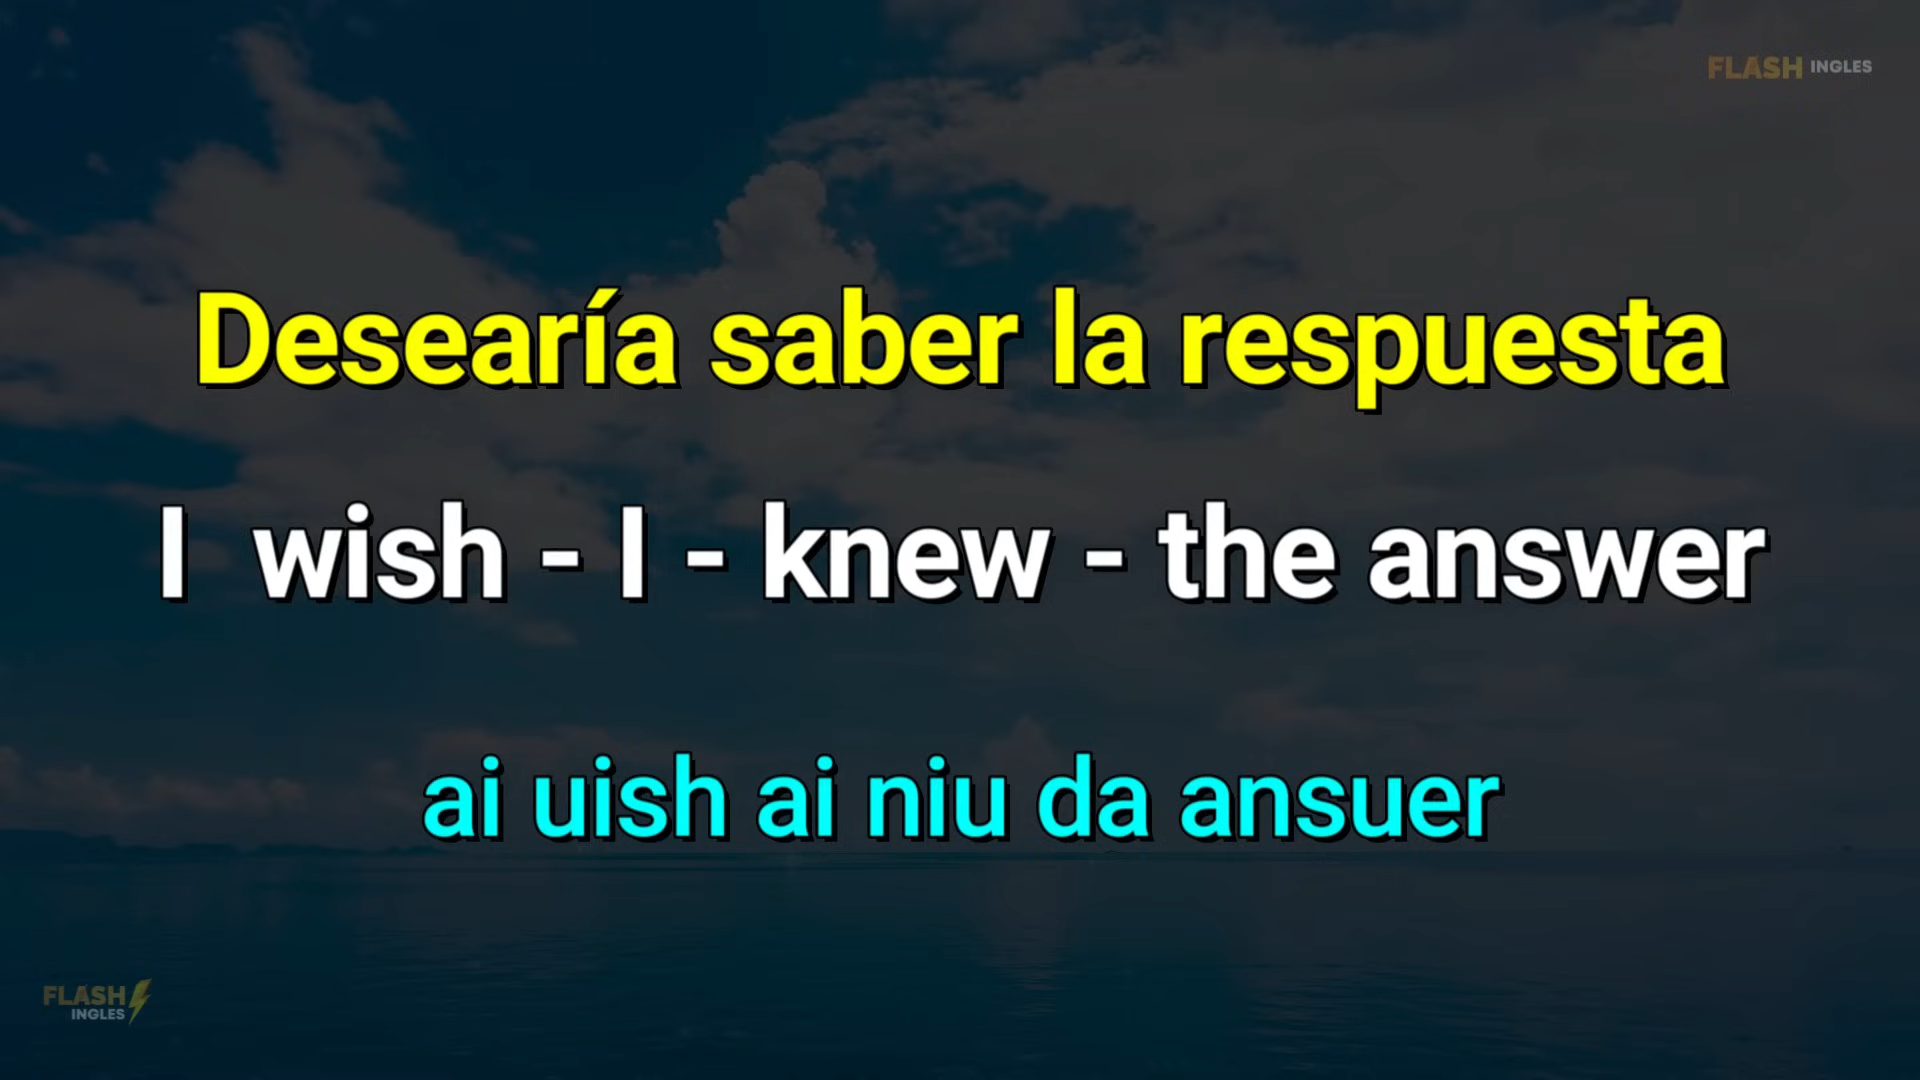 FLASH INGLES
Desearía saber la respuesta
I wish - I - knew - the answer
ai uish ai niu da ansuer
FLASH
INGLES